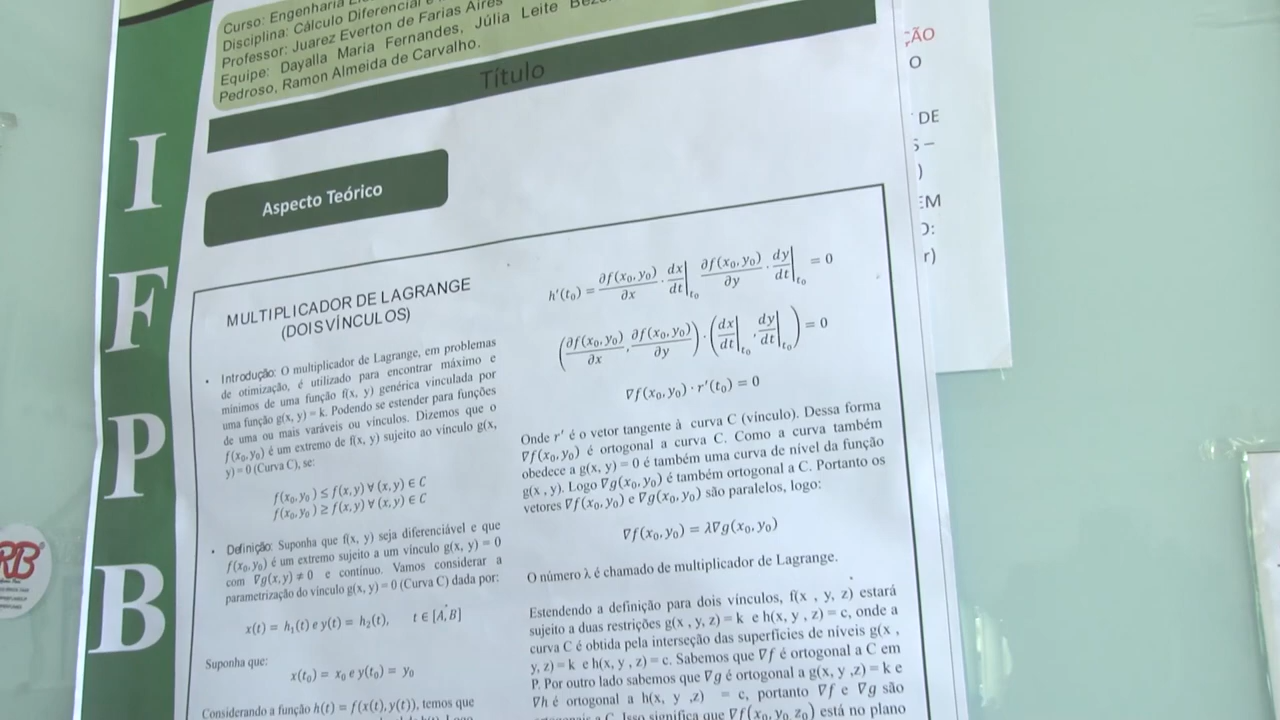 Curso: Engenharia
Disciplina: Cálculo Diferencial e
Professor: Juarez Everton de Farias Aires
Equipe: Dayalla Maria Fernandes, Júlia Leite
Pedroso, Ramon Almeida de Carvalho.
Título
I
F
P
B
Aspecto Teórico
MULTIPLICADOR DE LAGRANGE
(DOIS VÍNCULOS)
• Introdução: O multiplicador de Lagrange, em problemas
de otimização, é utilizado para encontrar máximo e
mínimos de uma função f(x, y) genérica vinculada por
uma função g(x, y) = k. Podendo se estender para funções
de uma ou mais varáveis ou vínculos. Dizemos que o
f(x₀, y₀) é um extremo de f(x, y) sujeito ao vínculo g(x,
y) = 0 (Curva C), se:
f(x₀, y₀) ≤ f(x, y) ∀ (x, y) ∈ C
f(x₀, y₀) ≥ f(x, y) ∀ (x, y) ∈ C
• Definição: Suponha que f(x, y) seja diferenciável e que
f(x₀, y₀) é um extremo sujeito a um vínculo g(x, y) = 0
com ∇g(x, y) ≠ 0 e contínuo. Vamos considerar a
parametrização do vínculo g(x, y) = 0 (Curva C) dada por:
x(t) = h₁(t) e y(t) = h₂(t), t ∈ [A, B]
Suponha que:
x(t₀) = x₀ e y(t₀) = y₀
Considerando a função h(t) = f(x(t), y(t)), temos que
h′(t₀) = ∂f(x₀, y₀)/∂x · dx/dt|t₀ ∂f(x₀, y₀)/∂y · dy/dt|t₀ = 0
(∂f(x₀, y₀)/∂x , ∂f(x₀, y₀)/∂y) · (dx/dt|t₀ , dy/dt|t₀) = 0
∇f(x₀, y₀) · r′(t₀) = 0
Onde r′ é o vetor tangente à curva C (vínculo). Dessa forma
∇f(x₀, y₀) é ortogonal a curva C. Como a curva também
obedece a g(x, y) = 0 é também uma curva de nível da função
g(x , y). Logo ∇g(x₀, y₀) é também ortogonal a C. Portanto os
vetores ∇f(x₀, y₀) e ∇g(x₀, y₀) são paralelos, logo:
∇f(x₀, y₀) = λ∇g(x₀, y₀)
O número λ é chamado de multiplicador de Lagrange.
Estendendo a definição para dois vínculos, f(x , y, z) estará
sujeito a duas restrições g(x , y, z) = k e h(x, y , z) = c, onde a
curva C é obtida pela interseção das superfícies de níveis g(x ,
y, z) = k e h(x, y , z) = c. Sabemos que ∇f é ortogonal a C em
P. Por outro lado sabemos que ∇g é ortogonal a g(x, y ,z) = k e
∇h é ortogonal a h(x, y ,z) = c, portanto ∇f e ∇g são
a C. Isso significa que ∇f(x₀, y₀, z₀) está no plano
ÇÃO
O
DE
–
)
EM
O:
r)
RB